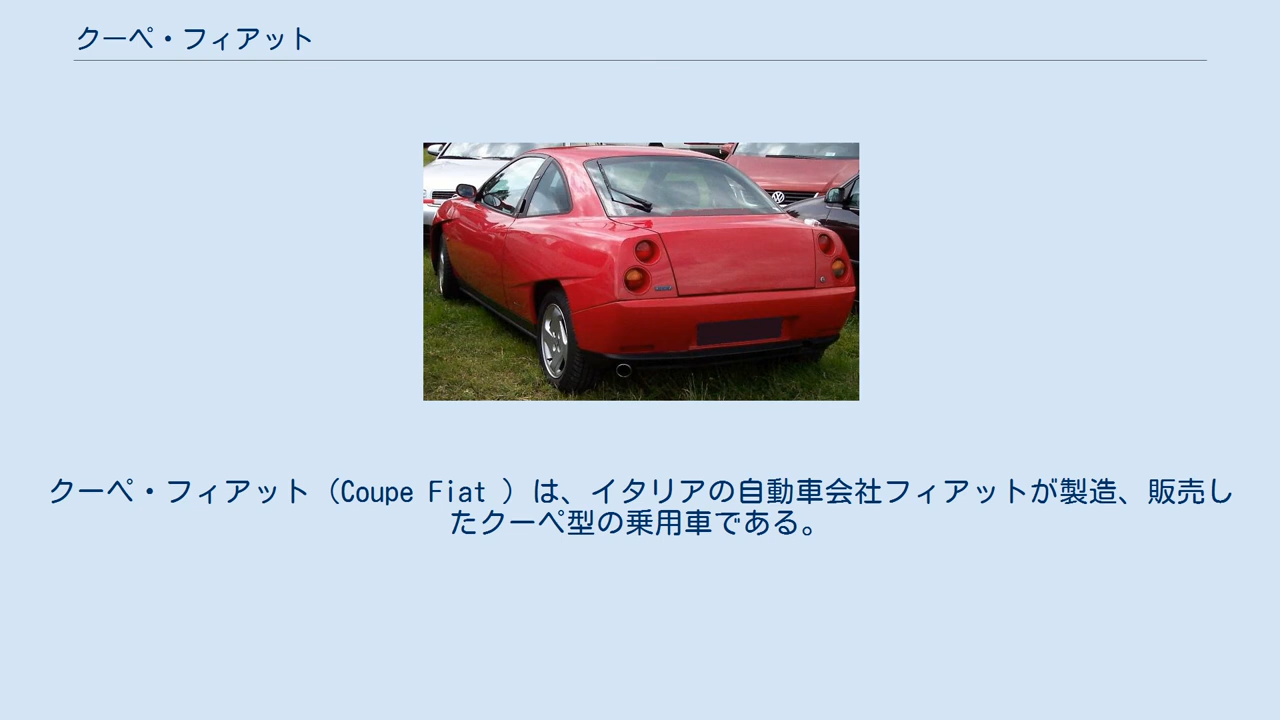 クーペ・フィアット
クーペ・フィアット（Coupe Fiat ）は、イタリアの自動車会社フィアットが製造、販売し
たクーペ型の乗用車である。